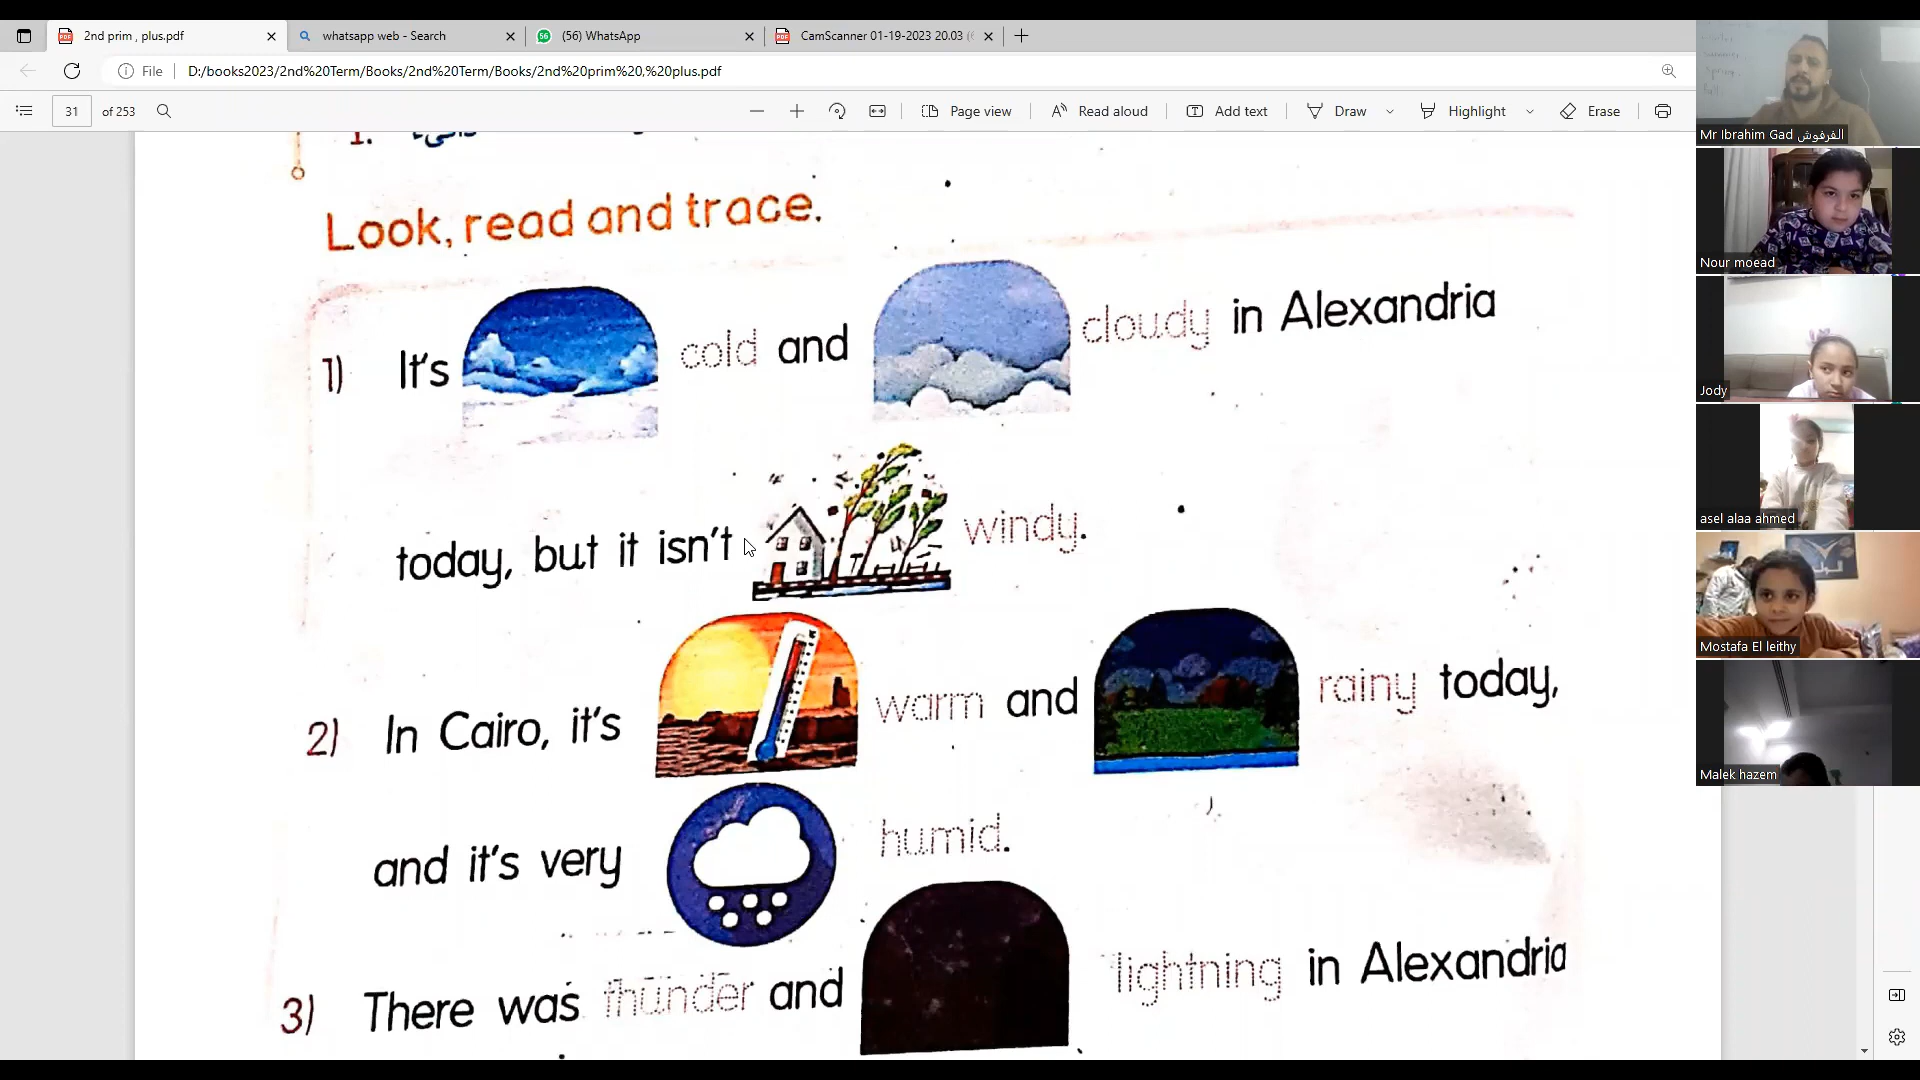 2nd prim , plus.pdf
whatsapp web - Search
(56) WhatsApp
CamScanner 01-19-2023 20.03
File
D:/books2023/2nd%20Term/Books/2nd%20Term/Books/2nd%20prim%20,%20plus.pdf
31 of 253
Page view
Read aloud
Add text
Draw
Highlight
Erase
1.
Look, read and trace.
1) It's cold and cloudy in Alexandria
today, but it isn't windy.
2) In Cairo, it's warm and rainy today,
and it's very humid.
3) There was thunder and lightning in Alexandria
Mr Ibrahim Gad الفرفوش
Nour moead
Jody
asel alaa ahmed
Mostafa El leithy
Malek hazem